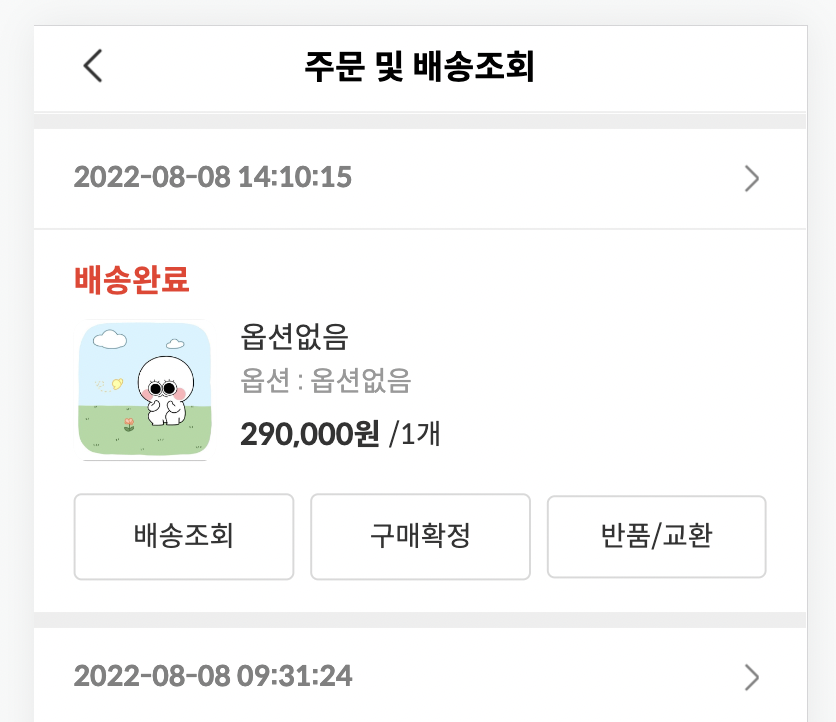 주문 및 배송조회
2022-08-08 14:10:15
배송완료
옵션없음
옵션 : 옵션없음
290,000원 /1개
배송조회
구매확정
반품/교환
2022-08-08 09:31:24